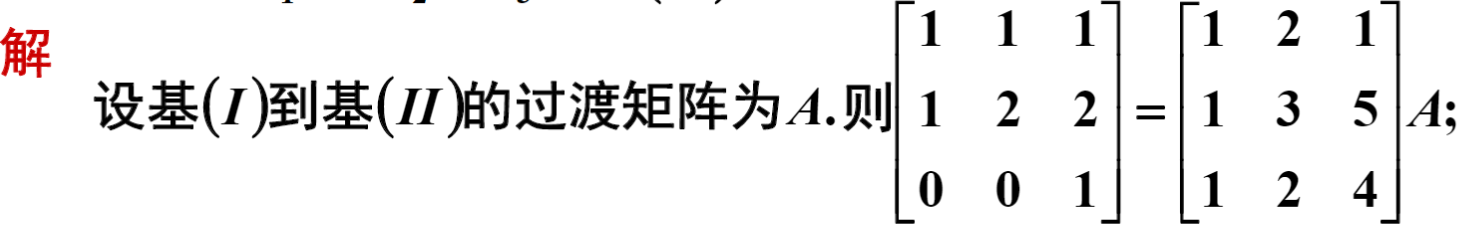 解
设基(I)到基(II)的过渡矩阵为A.则[1 1 1; 1 2 2; 0 0 1] = [1 2 1; 1 3 5; 1 2 4]A;